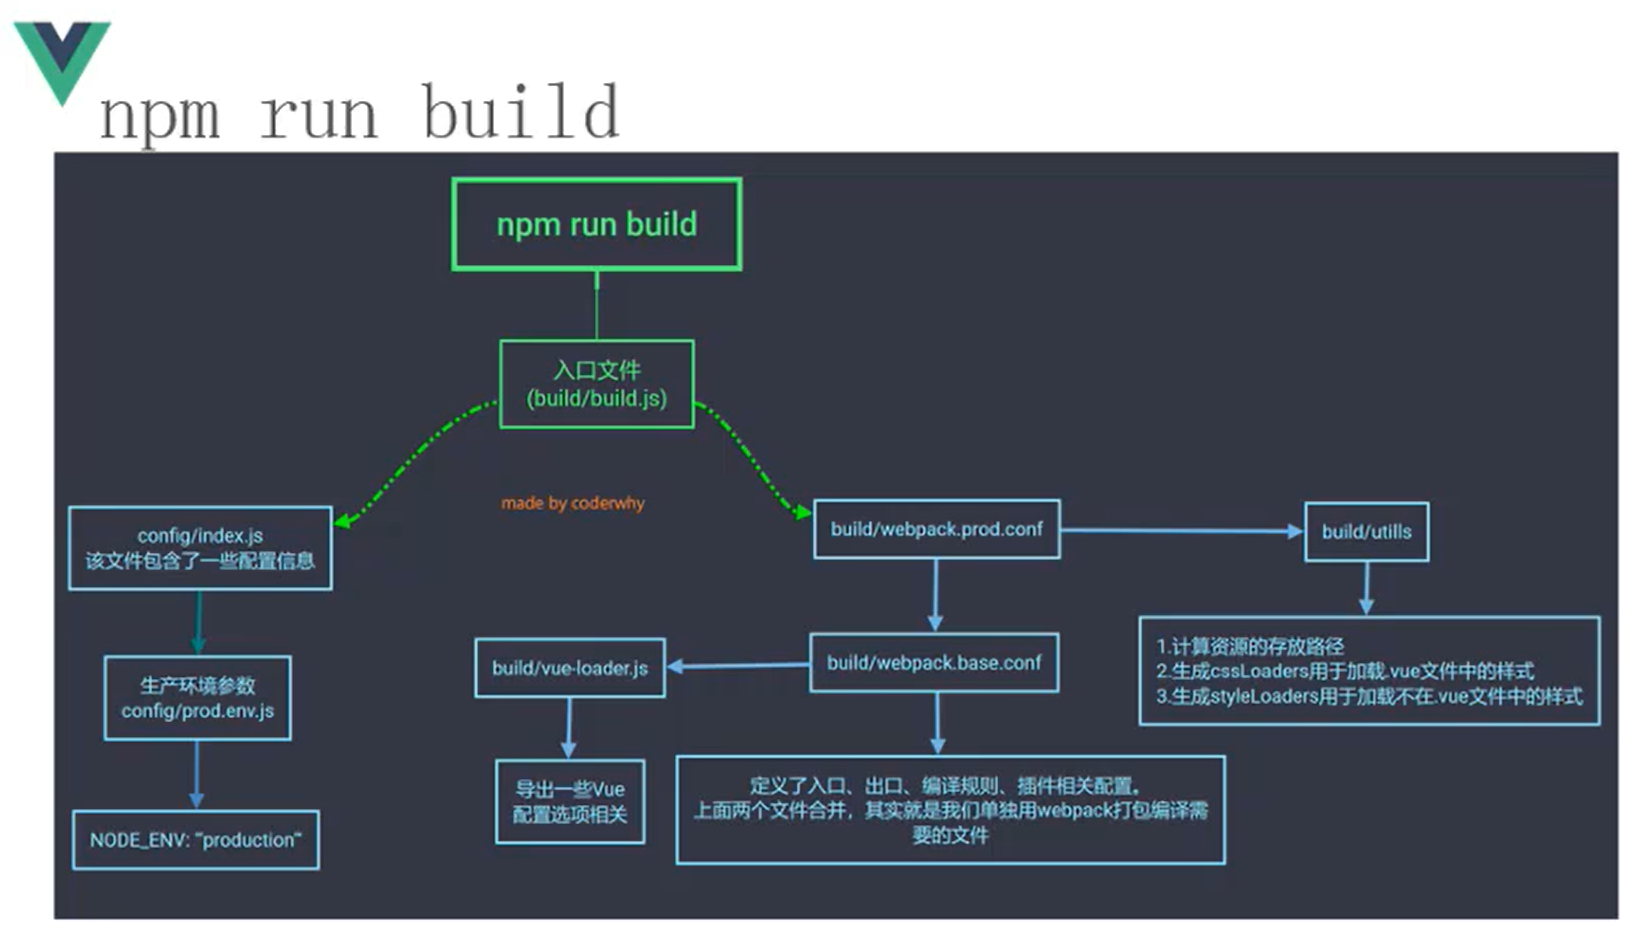 npm run build
npm run build
入口文件
(build/build.js)
made by coderwhy
config/index.js
该文件包含了一些配置信息
build/webpack.prod.conf
build/utills
生产环境参数
config/prod.env.js
build/vue-loader.js
build/webpack.base.conf
1.计算资源的存放路径
2.生成cssLoaders用于加载.vue文件中的样式
3.生成styleLoaders用于加载不在.vue文件中的样式
NODE_ENV: "production"
导出一些Vue
配置选项相关
定义了入口、出口、编译规则、插件相关配置。
上面两个文件合并，其实就是我们单独用webpack打包编译需
要的文件